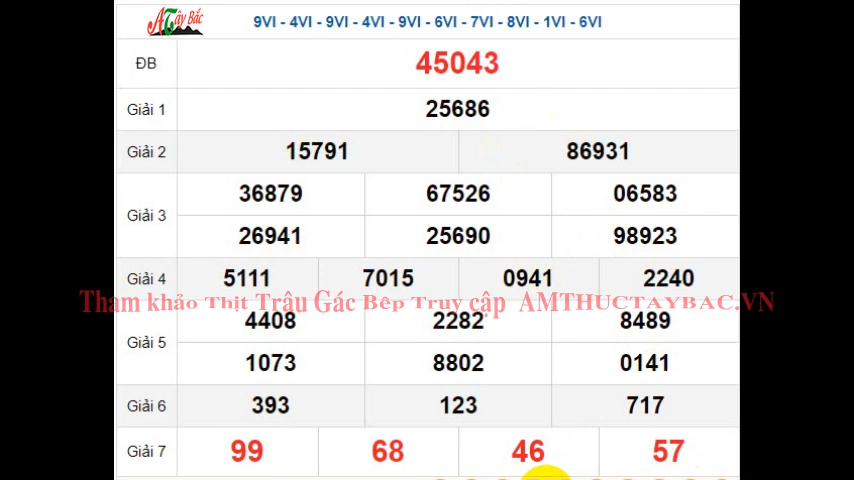 ATây Bắc
9VI - 4VI - 9VI - 4VI - 9VI - 6VI - 7VI - 8VI - 1VI - 6VI
ĐB 45043
Giải 1 25686
Giải 2 15791 86931
Giải 3 36879 67526 06583
26941 25690 98923
Giải 4 5111 7015 0941 2240
Tham khảo Thịt Trâu Gác Bếp Truy cập AMTHUCTAYBAC.VN
Giải 5 4408 2282 8489
1073 8802 0141
Giải 6 393 123 717
Giải 7 99 68 46 57